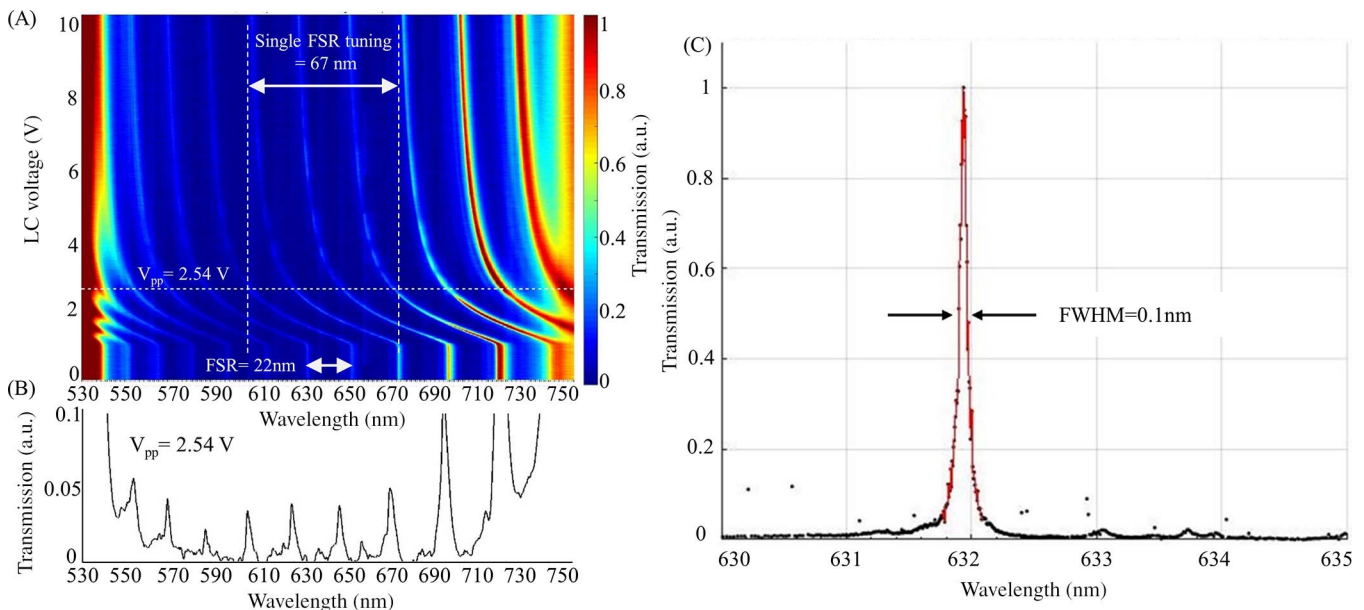 (A)
10
8
6
4
2
0
LC voltage (V)
Single FSR tuning
= 67 nm
Vpp= 2.54 V
FSR= 22nm
530 550 570 590 610 630 650 670 690 710 730 750
Wavelength (nm)
1
0.8
0.6
0.4
0.2
0
Transmission (a.u.)
(B)
0.1
0.05
0
Transmission (a.u.)
Vpp= 2.54 V
530 550 570 590 610 632 650 670 690 710 730 750
Wavelength (nm)
(C)
1
0.8
0.6
0.4
0.2
0
Transmission (a.u.)
FWHM=0.1nm
630 631 632 633 634 635
Wavelength (nm)